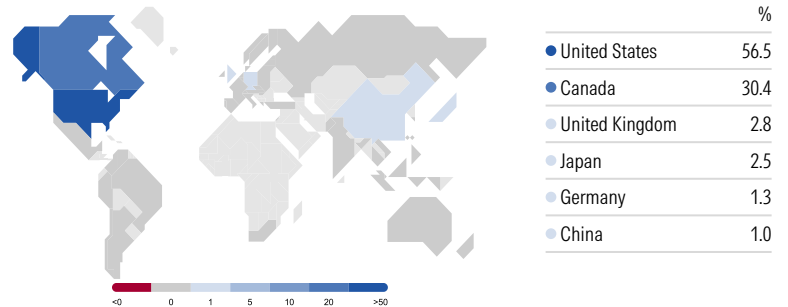 %
United States 56.5
Canada 30.4
United Kingdom 2.8
Japan 2.5
Germany 1.3
China 1.0
<0 0 1 5 10 20 >50